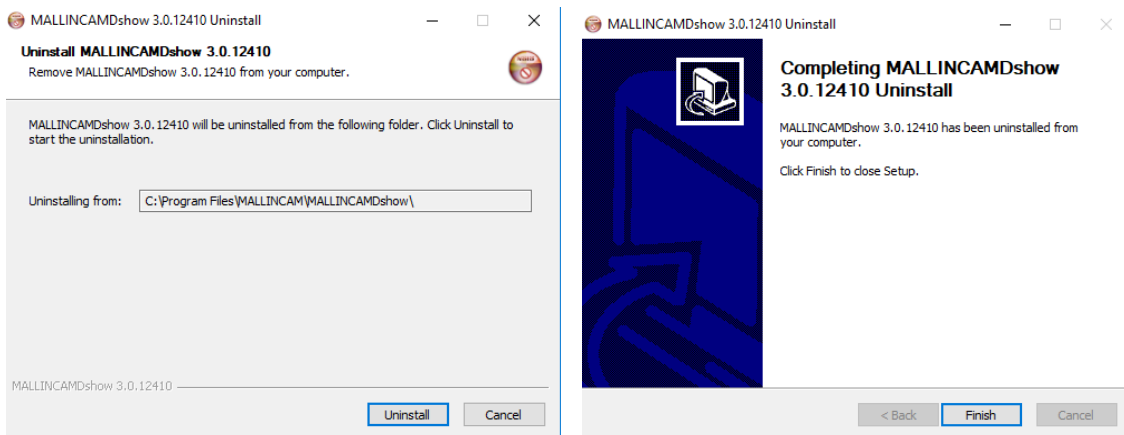 MALLINCAMDshow 3.0.12410 Uninstall
Uninstall MALLINCAMDshow 3.0.12410
Remove MALLINCAMDshow 3.0.12410 from your computer.
MALLINCAMDshow 3.0.12410 will be uninstalled from the following folder. Click Uninstall to
start the uninstallation.
Uninstalling from:
C:\Program Files\MALLINCAM\MALLINCAMDshow\
MALLINCAMDshow 3.0.12410
Uninstall
Cancel
MALLINCAMDshow 3.0.12410 Uninstall
Completing MALLINCAMDshow
3.0.12410 Uninstall
MALLINCAMDshow 3.0.12410 has been uninstalled from
your computer.
Click Finish to close Setup.
< Back
Finish
Cancel